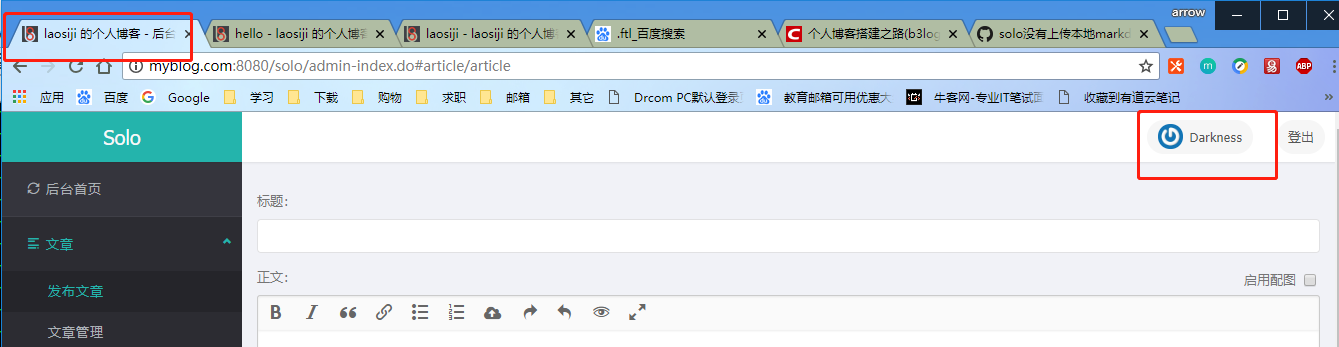 arrow
laosiji 的个人博客 - 后台
hello - laosiji 的个人博客
laosiji - laosiji 的个人博
.ftl_百度搜索
个人博客搭建之路(b3log
solo没有上传本地markd
myblog.com:8080/solo/admin-index.do#article/article
应用 百度 Google 学习 下载 购物 求职 邮箱 其它 Drcom PC默认登录 教育邮箱可用优惠大 牛客网-专业IT笔试面 收藏到有道云笔记
Solo
Darkness
登出
后台首页
标题:
文章
正文:
启用配图
发布文章
文章管理